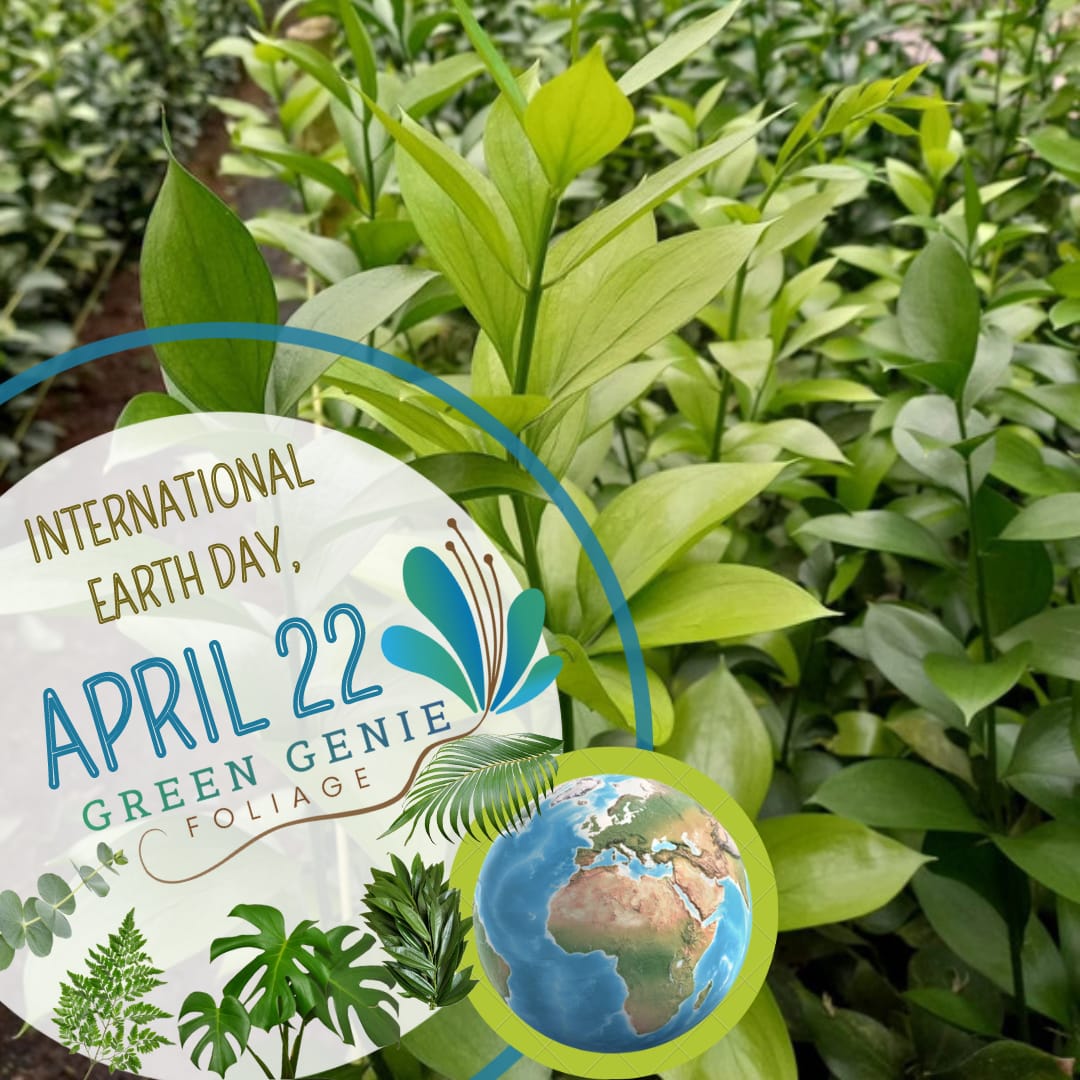 INTERNATIONAL
EARTH DAY,
APRIL 22
GREEN GENIE
FOLIAGE